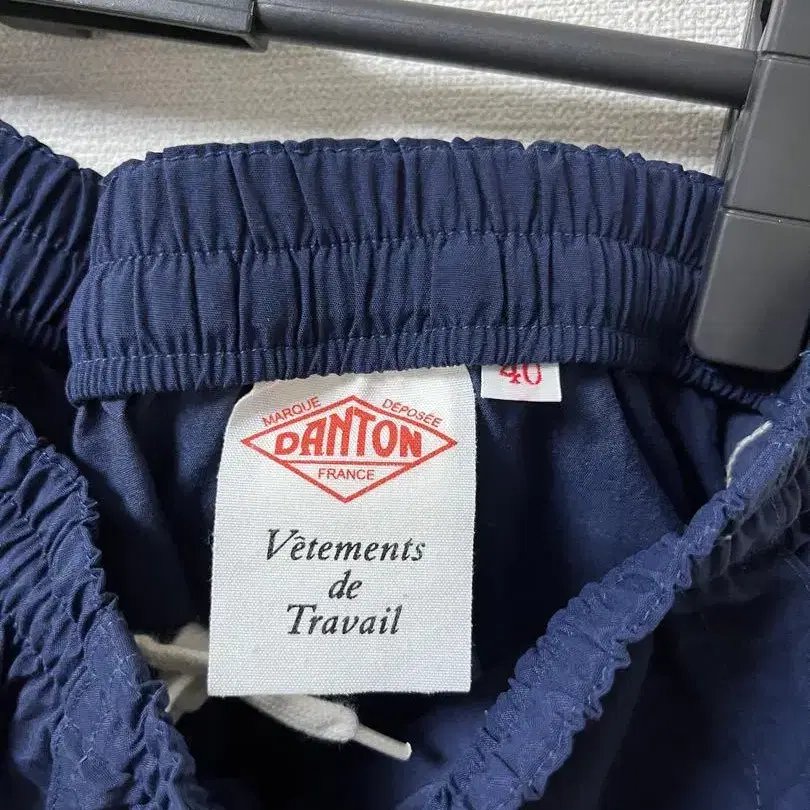 MARQUE DÉPOSÉE
DANTON
FRANCE
Vêtements
de
Travail
40